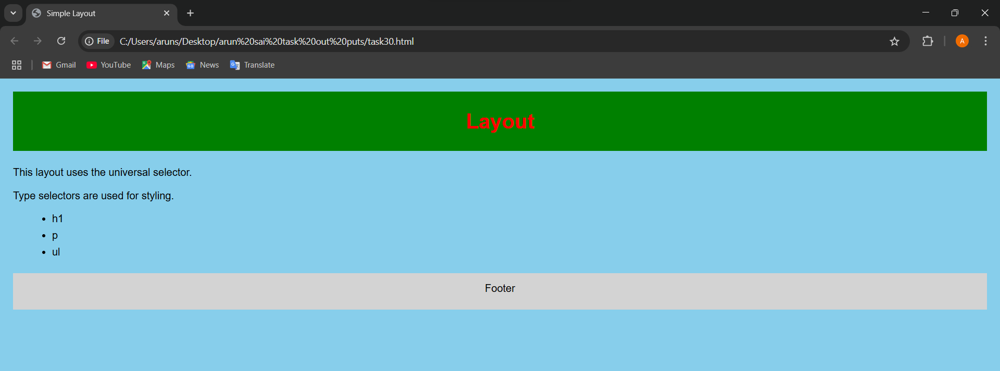 Simple Layout
File C:/Users/aruns/Desktop/arun%20sai%20task%20out%20puts/task30.html
A
Gmail YouTube Maps News Translate
Layout
This layout uses the universal selector.
Type selectors are used for styling.
• h1
• p
• ul
Footer